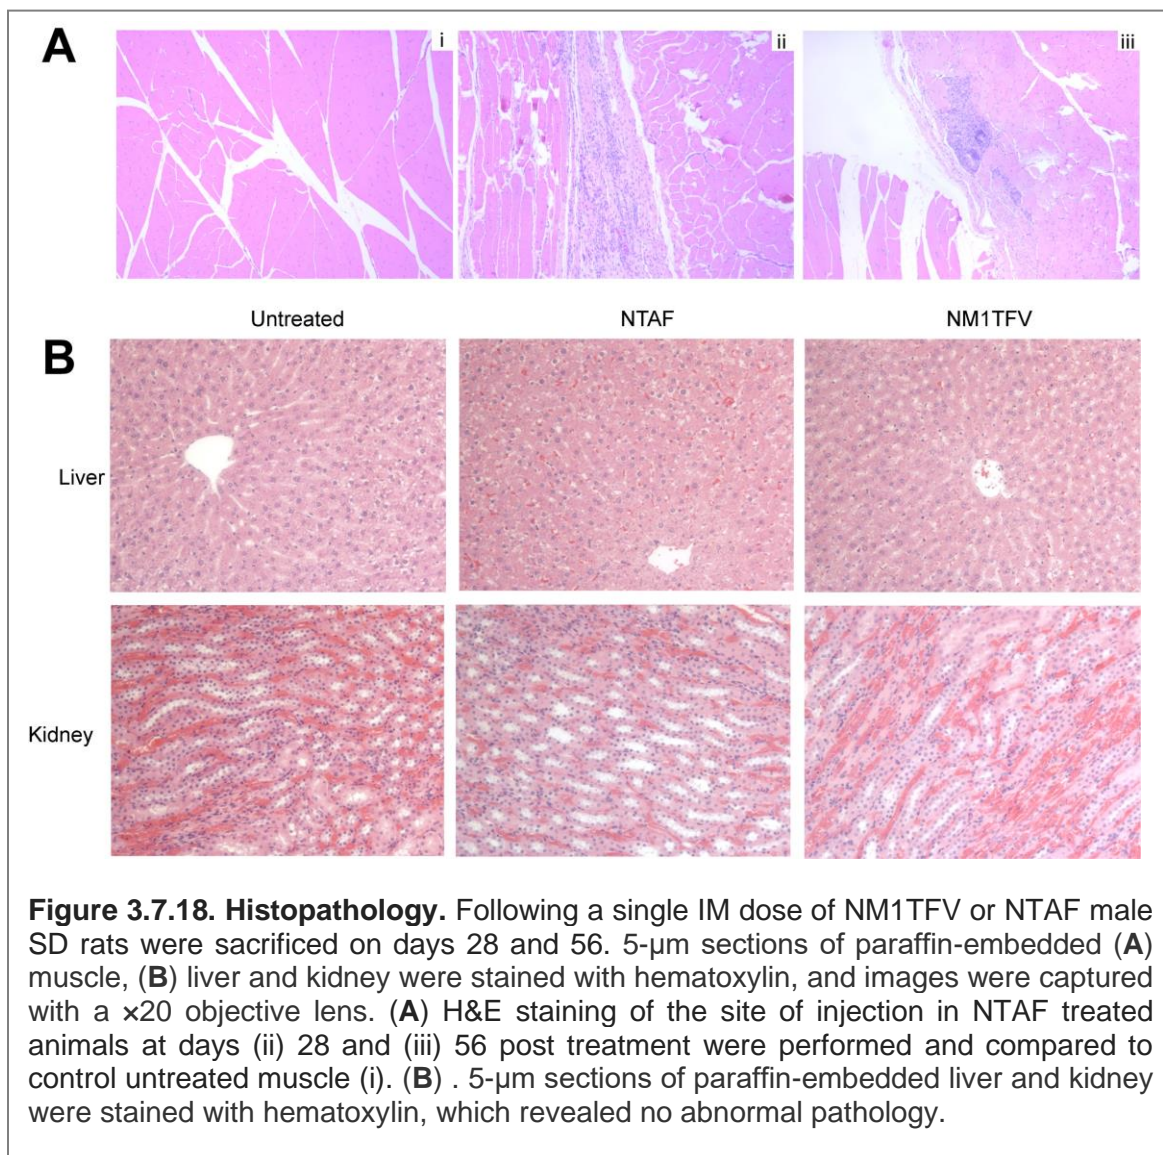 A
i
ii
iii
Untreated
NTAF
NM1TFV
B
Liver
Kidney
Figure 3.7.18. Histopathology. Following a single IM dose of NM1TFV or NTAF male
SD rats were sacrificed on days 28 and 56. 5-µm sections of paraffin-embedded (A)
muscle, (B) liver and kidney were stained with hematoxylin, and images were captured
with a ×20 objective lens. (A) H&E staining of the site of injection in NTAF treated
animals at days (ii) 28 and (iii) 56 post treatment were performed and compared to
control untreated muscle (i). (B) . 5-µm sections of paraffin-embedded liver and kidney
were stained with hematoxylin, which revealed no abnormal pathology.